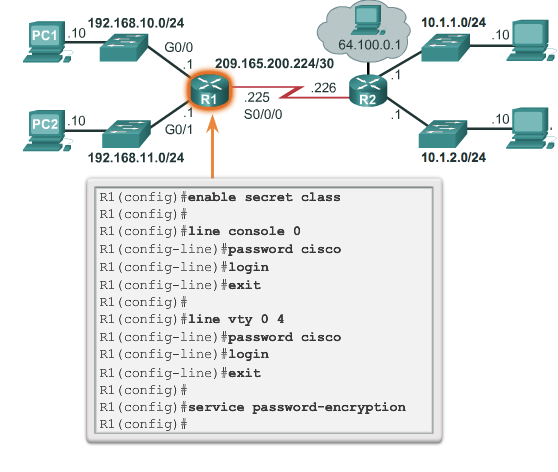 192.168.10.0/24
10.1.1.0/24
PC1
.10
G0/0
.1
64.100.0.1
.10
209.165.200.224/30
.1
R1
.225
.226
R2
S0/0/0
.1
.1
PC2
.10
G0/1
.10
192.168.11.0/24
10.1.2.0/24
R1(config)#enable secret class
R1(config)#
R1(config)#line console 0
R1(config-line)#password cisco
R1(config-line)#login
R1(config-line)#exit
R1(config)#
R1(config)#line vty 0 4
R1(config-line)#password cisco
R1(config-line)#login
R1(config-line)#exit
R1(config)#
R1(config)#service password-encryption
R1(config)#